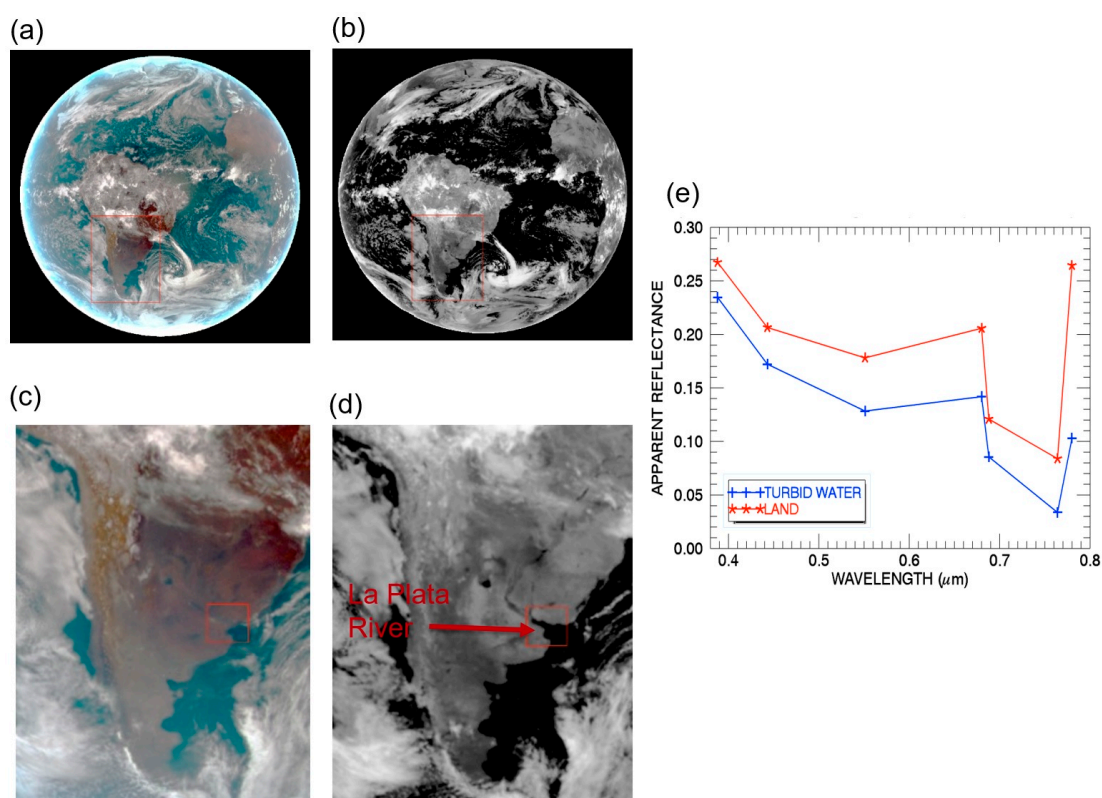 (a)
(b)
(c)
(d)
La Plata
River
(e)
0.30
0.25
0.20
0.15
0.10
0.05
0.00
APPARENT REFLECTANCE
TURBID WATER
LAND
0.4 0.5 0.6 0.7 0.8
WAVELENGTH (μm)